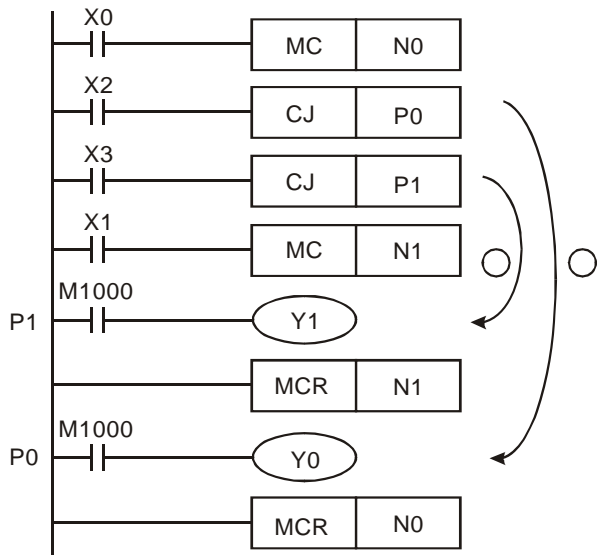 X0
MC N0
X2
CJ P0
X3
CJ P1
X1
MC N1
M1000
P1 Y1
MCR N1
M1000
P0 Y0
MCR N0